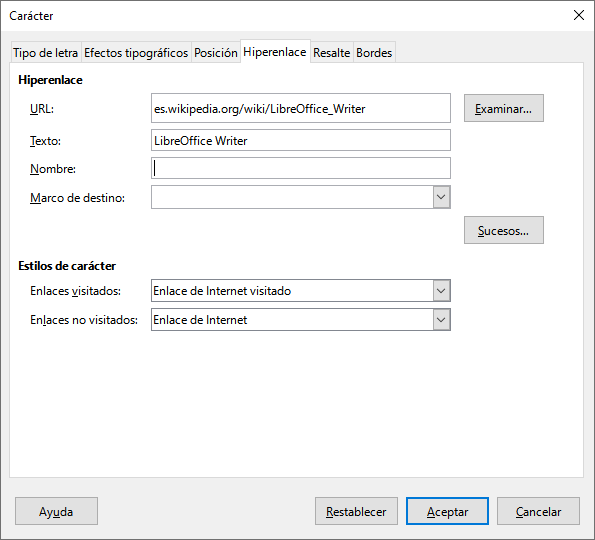 Carácter
Tipo de letra Efectos tipográficos Posición Hiperenlace Resalte Bordes
Hiperenlace
URL: es.wikipedia.org/wiki/LibreOffice_Writer Examinar...
Texto: LibreOffice Writer
Nombre:
Marco de destino:
Sucesos...
Estilos de carácter
Enlaces visitados: Enlace de Internet visitado
Enlaces no visitados: Enlace de Internet
Ayuda Restablecer Aceptar Cancelar